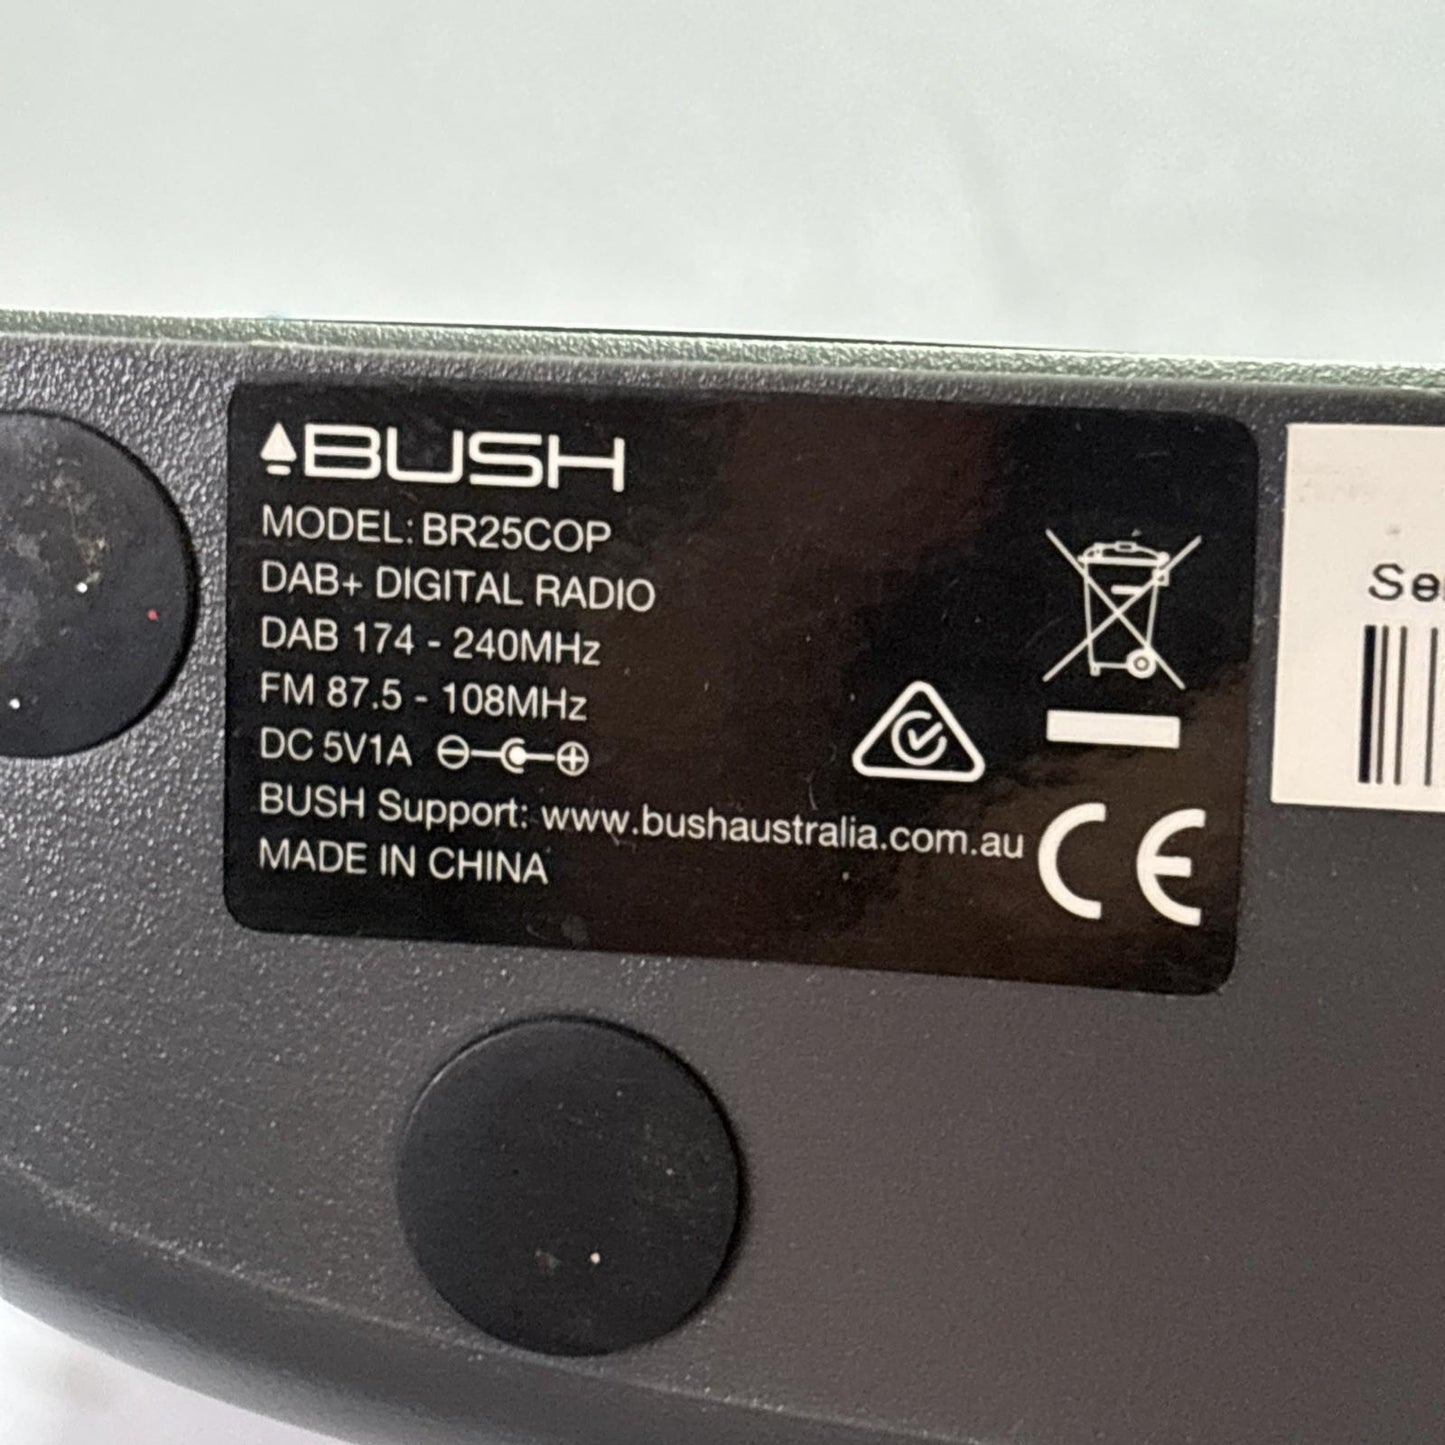 BUSH
MODEL: BR25COP
DAB+ DIGITAL RADIO
DAB 174 - 240MHz
FM 87.5 - 108MHz
DC 5V1A
BUSH Support: www.bushaustralia.com.au
MADE IN CHINA
CE
Se